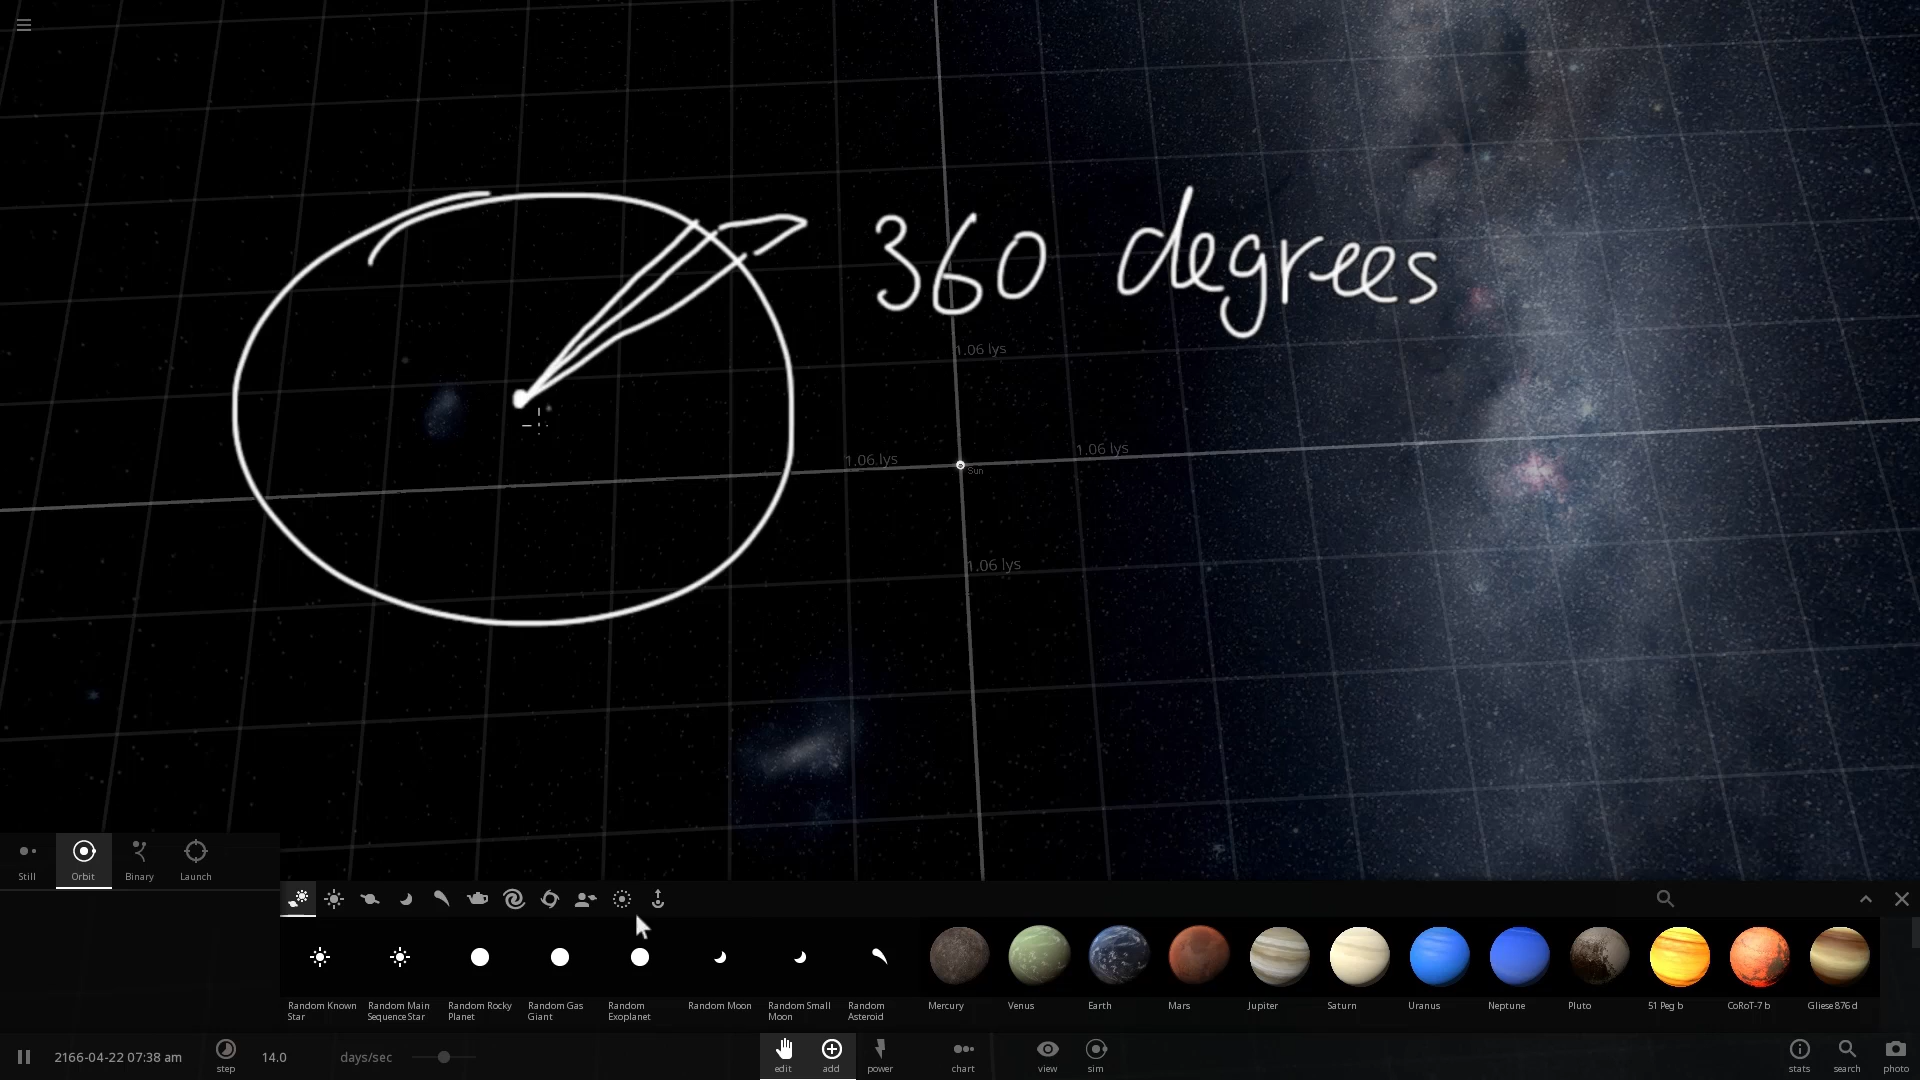 360 degrees
1.06 lys
1.06 lys
1.06 lys
Sun
1.06 lys
Still
Orbit
Binary
Launch
Random Known
Star
Random Main
Sequence Star
Random Rocky
Planet
Random Gas
Giant
Random
Exoplanet
Random Moon
Random Small
Moon
Random
Asteroid
Mercury
Venus
Earth
Mars
Jupiter
Saturn
Uranus
Neptune
Pluto
51 Peg b
CoRoT-7 b
Gliese 876 d
2166-04-22 07:38 am
step
14.0
days/sec
edit
add
power
chart
view
sim
stats
search
photo